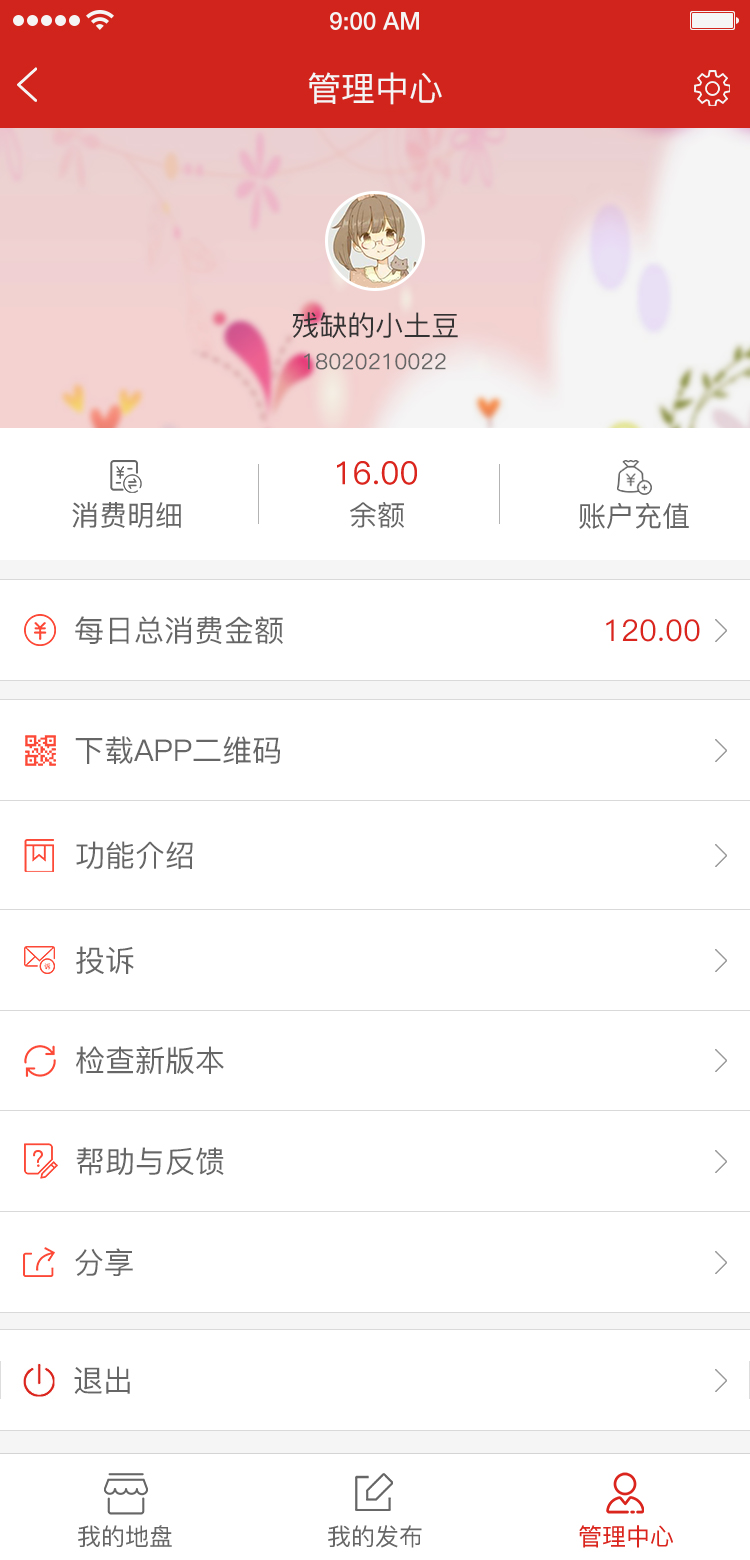 9:00 AM
管理中心
残缺的小土豆
18020210022
消费明细
16.00
余额
账户充值
每日总消费金额
120.00
下载APP二维码
功能介绍
投诉
检查新版本
帮助与反馈
分享
退出
我的地盘
我的发布
管理中心